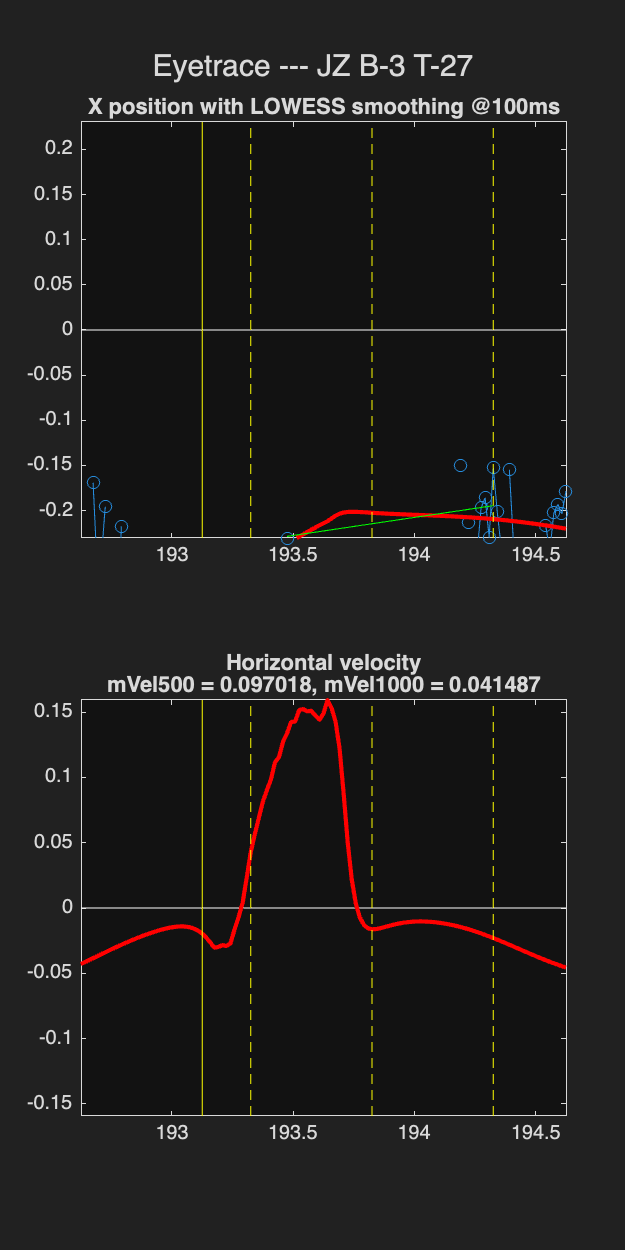 Eyetrace --- JZ B-3 T-27
X position with LOWESS smoothing @100ms
0.2
0.15
0.1
0.05
0
-0.05
-0.1
-0.15
-0.2
193 193.5 194 194.5
Horizontal velocity
mVel500 = 0.097018, mVel1000 = 0.041487
0.15
0.1
0.05
0
-0.05
-0.1
-0.15
193 193.5 194 194.5